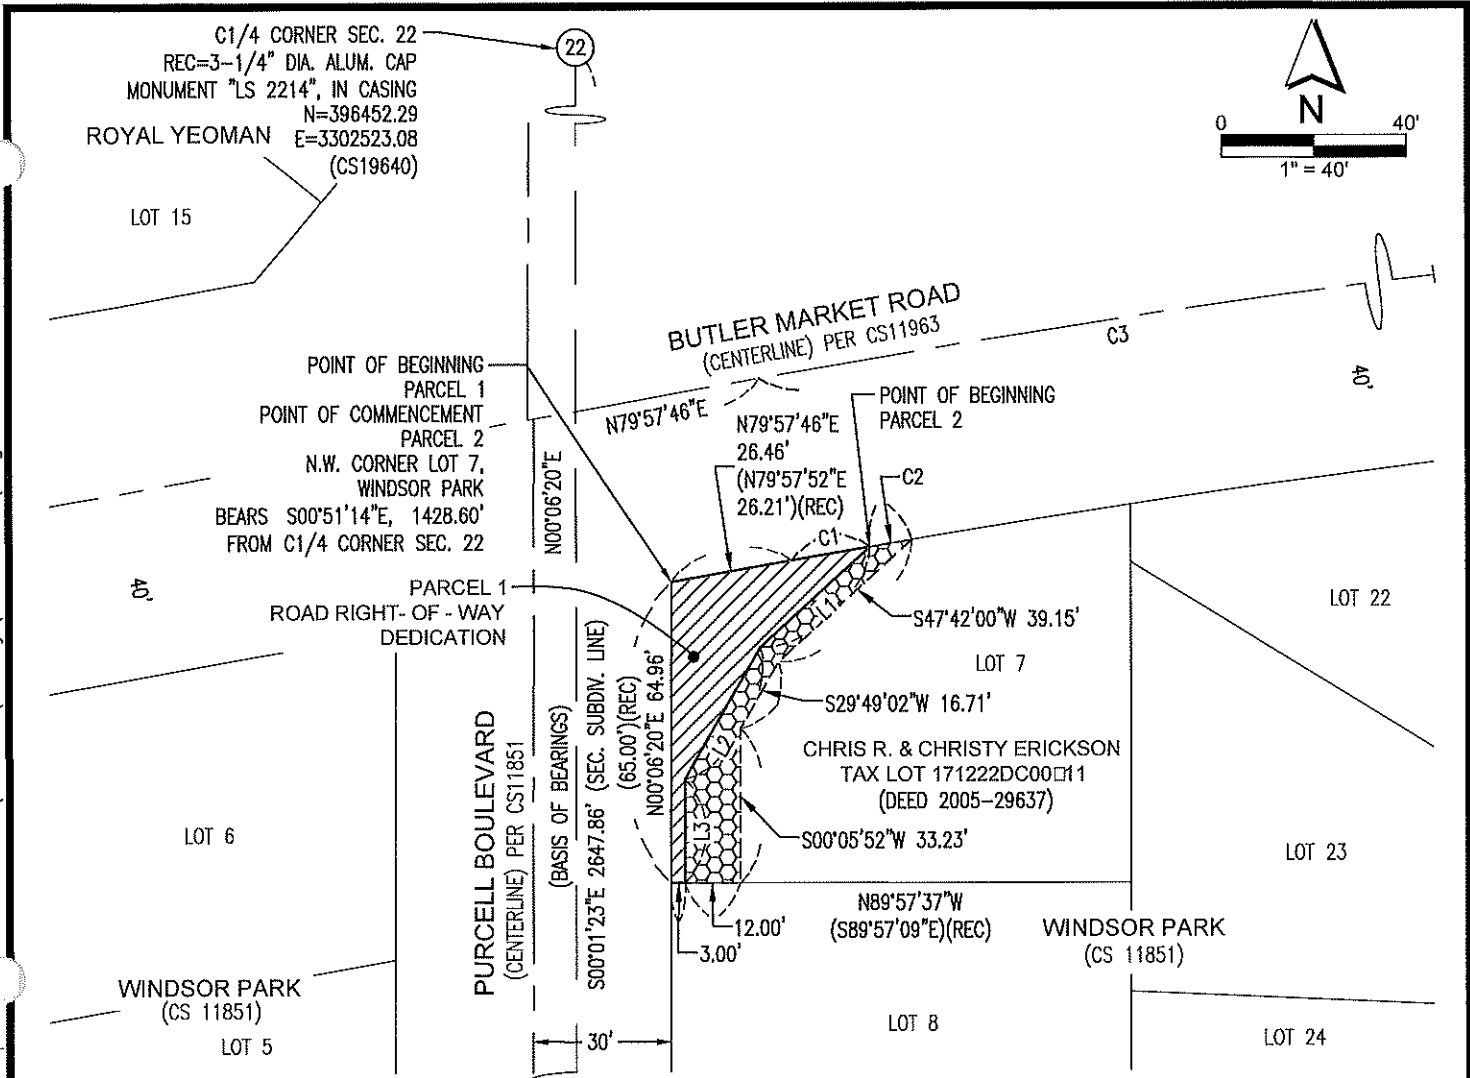 C1/4 CORNER SEC. 22
REC=3-1/4" DIA. ALUM. CAP
MONUMENT "LS 2214", IN CASING
N=396452.29
E=3302523.08
(CS19640)
22
ROYAL YEOMAN
LOT 15
N
0 40'
1" = 40'
BUTLER MARKET ROAD
(CENTERLINE) PER CS11963
C3
40'
N79°57'46"E
POINT OF BEGINNING
PARCEL 1
POINT OF COMMENCEMENT
PARCEL 2
N.W. CORNER LOT 7,
WINDSOR PARK
BEARS S00°51'14"E, 1428.60'
FROM C1/4 CORNER SEC. 22
N79°57'46"E
26.46'
(N79°57'52"E
26.21')(REC)
POINT OF BEGINNING
PARCEL 2
C2
C1
N00°06'20"E
40'
PARCEL 1
ROAD RIGHT- OF - WAY
DEDICATION
L1
S47°42'00"W 39.15'
LOT 7
LOT 22
S29°49'02"W 16.71'
L2
CHRIS R. & CHRISTY ERICKSON
TAX LOT 171222DC00□11
(DEED 2005-29637)
L3
S00°05'52"W 33.23'
PURCELL BOULEVARD
(CENTERLINE) PER CS11851
(BASIS OF BEARINGS)
S00°01'23"E 2647.86' (SEC. SUBDIV. LINE)
(65.00')(REC)
N00°06'20"E 64.96'
LOT 6
LOT 23
12.00'
3.00'
N89°57'37"W
(S89°57'09"E)(REC)
WINDSOR PARK
(CS 11851)
WINDSOR PARK
(CS 11851)
LOT 5
30'
LOT 8
LOT 24